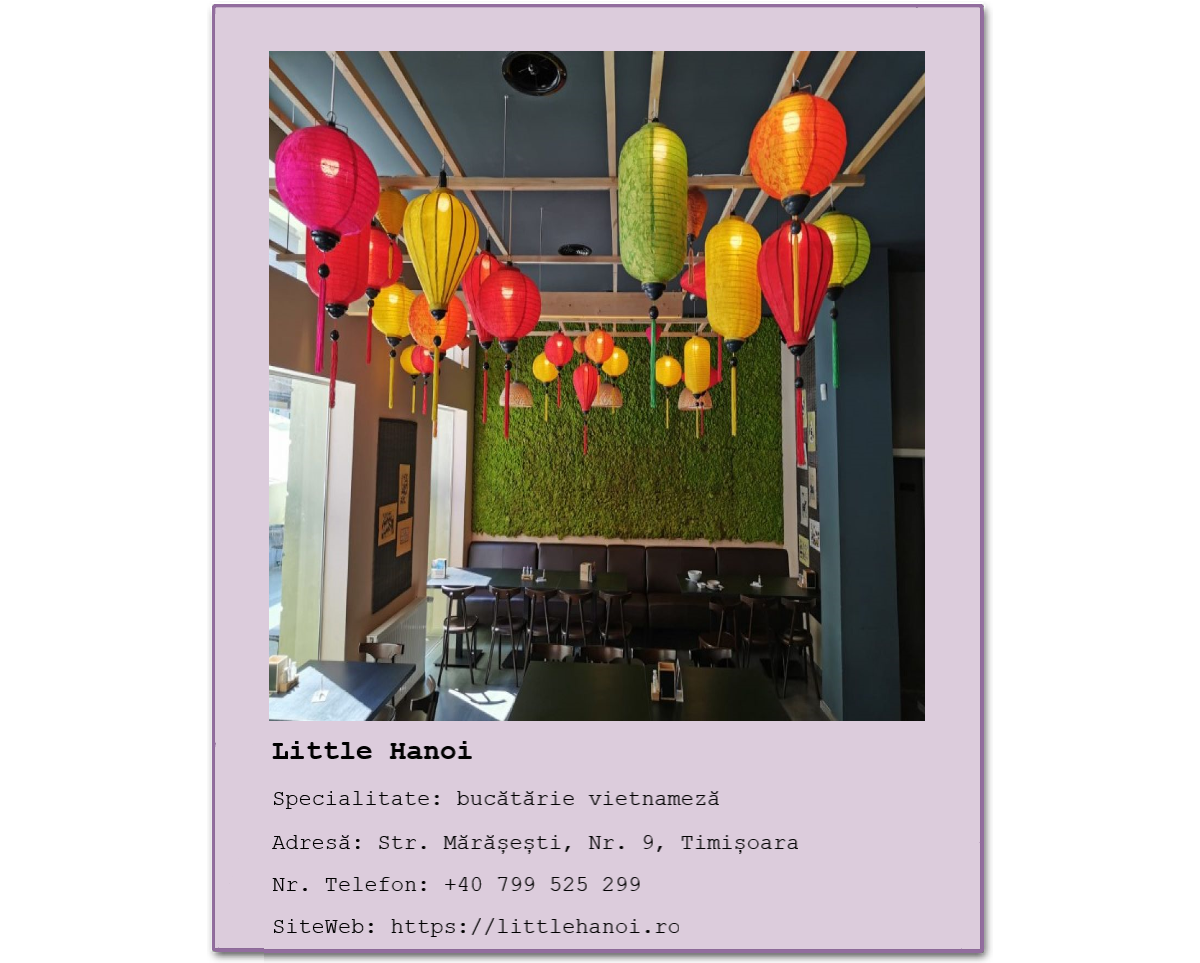 Little Hanoi
Specialitate: bucătărie vietnameză
Adresă: Str. Mărășești, Nr. 9, Timișoara
Nr. Telefon: +40 799 525 299
SiteWeb: https://littlehanoi.ro